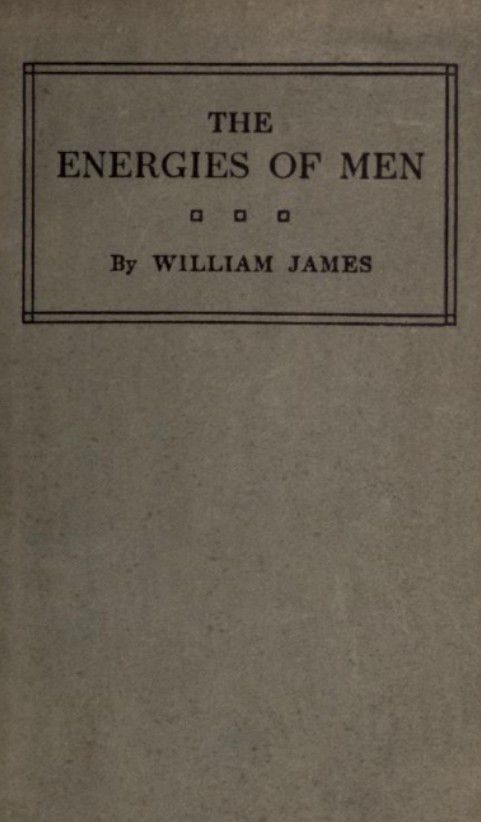 THE
ENERGIES OF MEN
By WILLIAM JAMES